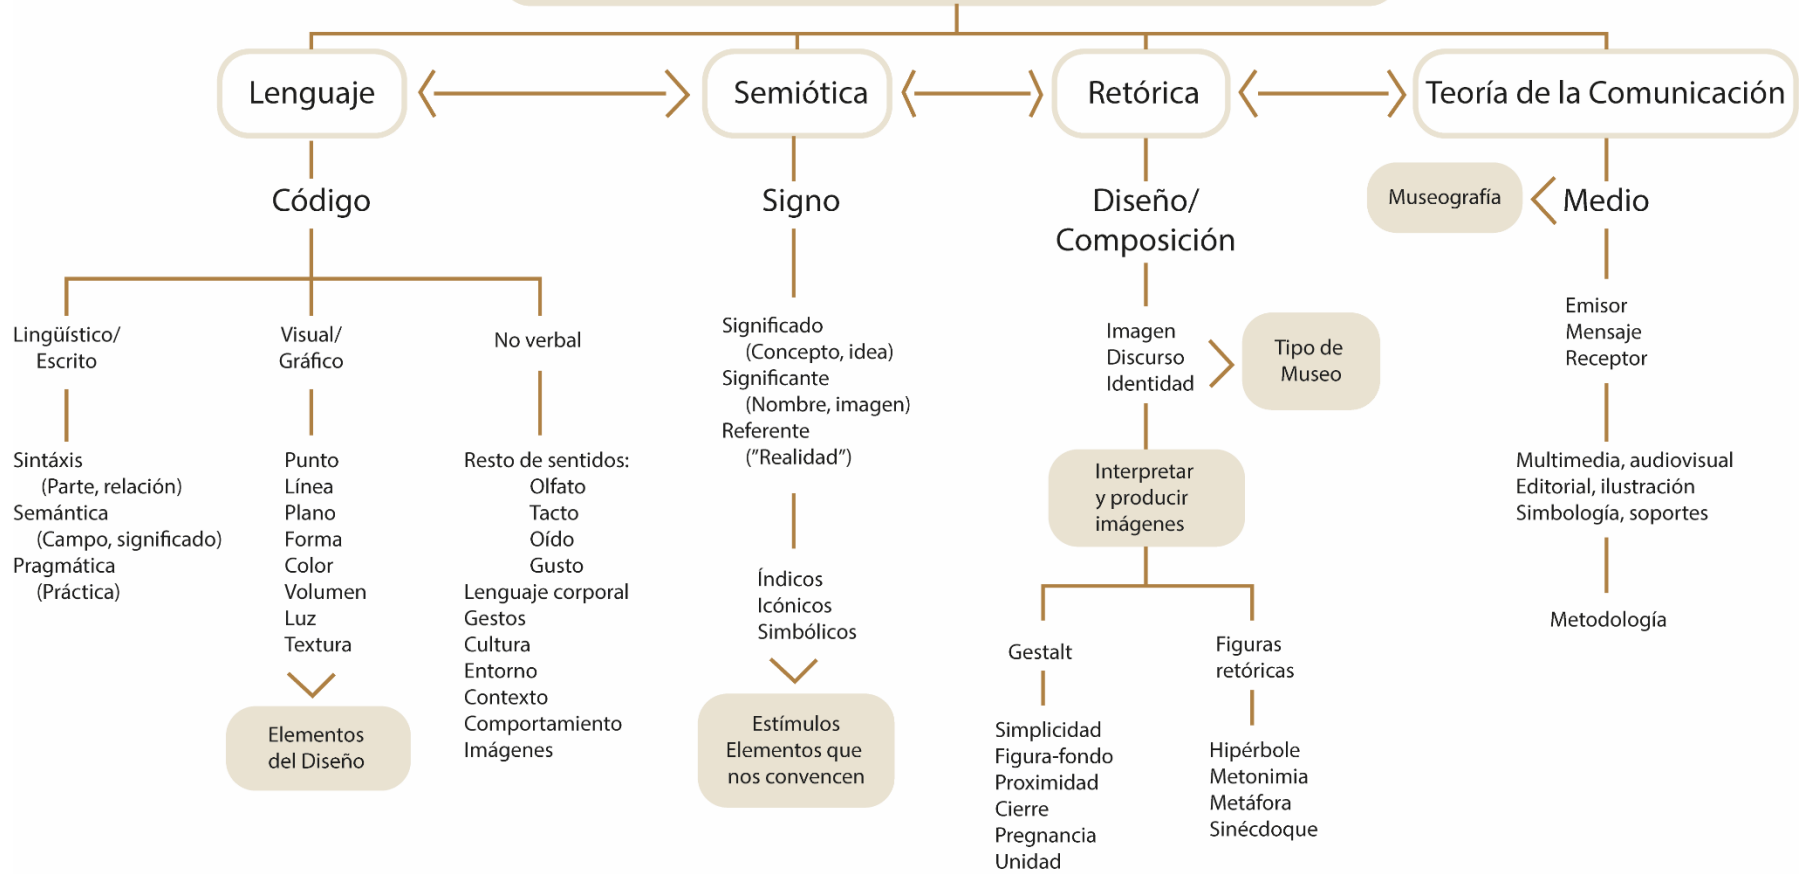 Lenguaje
Semiótica
Retórica
Teoría de la Comunicación
Código
Lingüístico/
Escrito
Sintáxis
(Parte, relación)
Semántica
(Campo, significado)
Pragmática
(Práctica)
Visual/
Gráfico
Punto
Línea
Plano
Forma
Color
Volumen
Luz
Textura
Elementos
del Diseño
No verbal
Resto de sentidos:
Olfato
Tacto
Oído
Gusto
Lenguaje corporal
Gestos
Cultura
Entorno
Contexto
Comportamiento
Imágenes
Signo
Significado
(Concepto, idea)
Significante
(Nombre, imagen)
Referente
(”Realidad”)
Índicos
Icónicos
Simbólicos
Estímulos
Elementos que
nos convencen
Diseño/
Composición
Imagen
Discurso
Identidad
Tipo de
Museo
Interpretar
y producir
imágenes
Gestalt
Simplicidad
Figura-fondo
Proximidad
Cierre
Pregnancia
Unidad
Figuras
retóricas
Hipérbole
Metonimia
Metáfora
Sinécdoque
Museografía
Medio
Emisor
Mensaje
Receptor
Multimedia, audiovisual
Editorial, ilustración
Simbología, soportes
Metodología